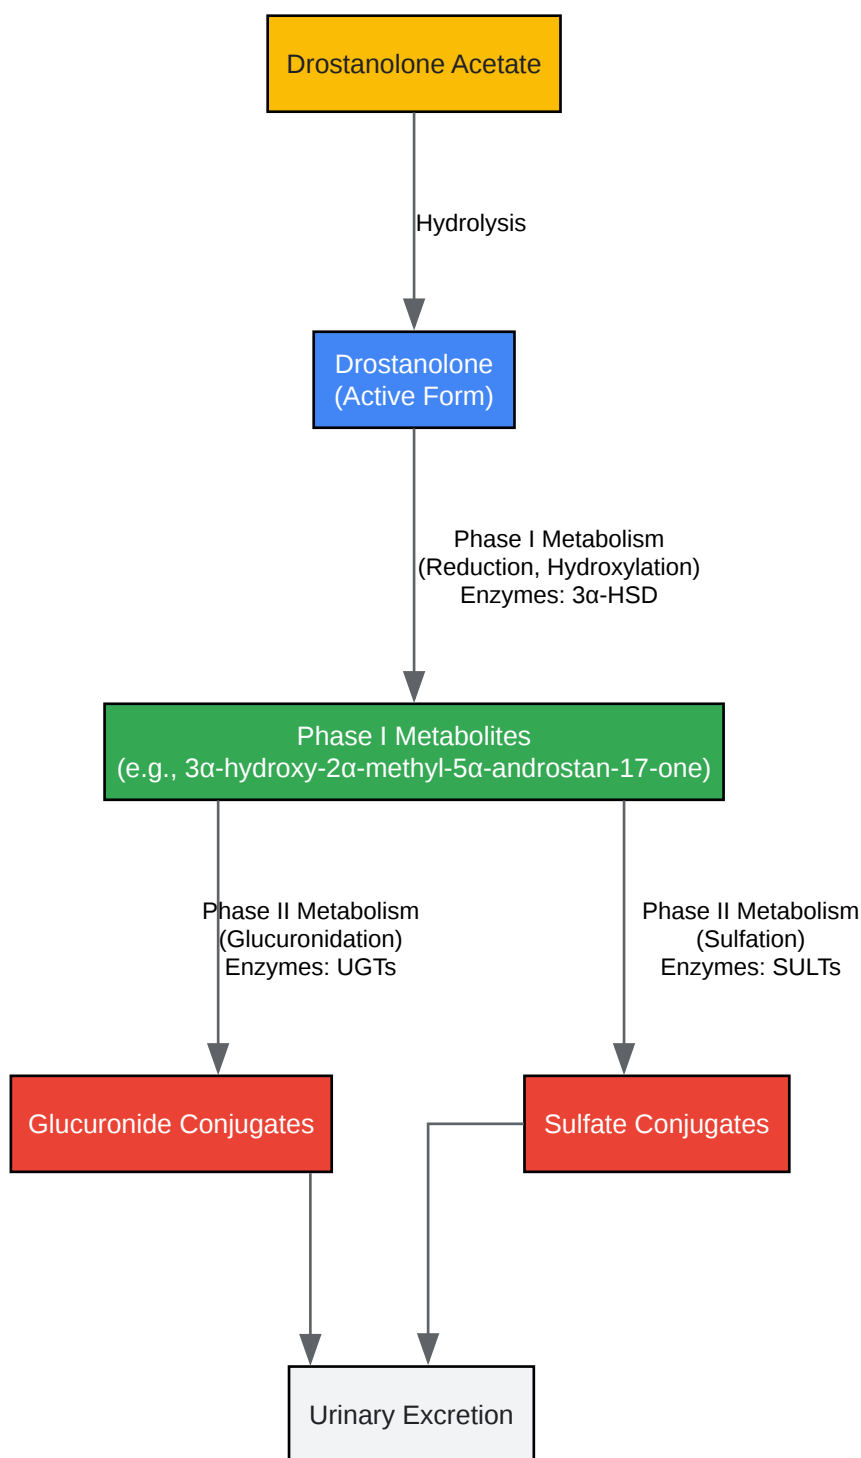 Drostanolone Acetate
Hydrolysis
Drostanolone
(Active Form)
Phase I Metabolism
(Reduction, Hydroxylation)
Enzymes: 3α-HSD
Phase I Metabolites
(e.g., 3α-hydroxy-2α-methyl-5α-androstan-17-one)
Phase II Metabolism
(Glucuronidation)
Enzymes: UGTs
Phase II Metabolism
(Sulfation)
Enzymes: SULTs
Glucuronide Conjugates
Sulfate Conjugates
Urinary Excretion